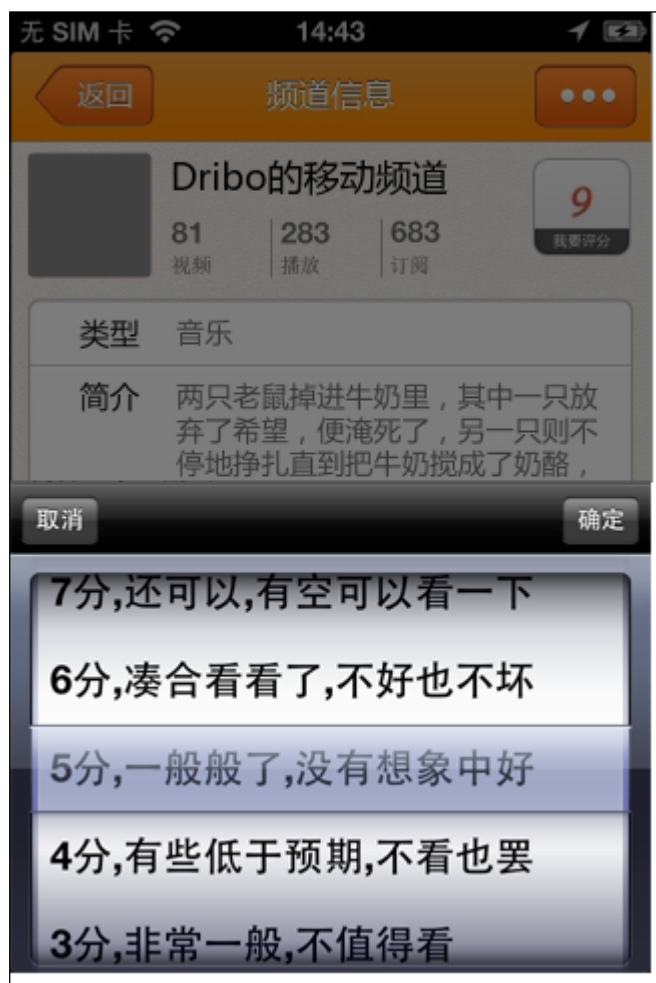 无 SIM 卡 14:43
返回 频道信息
Dribo的移动频道
9
我要评分
81 283 683
视频 播放 订阅
类型 音乐
简介 两只老鼠掉进牛奶里，其中一只放
弃了希望，便淹死了，另一只则不
停地挣扎直到把牛奶搅成了奶酪，
取消 确定
7分,还可以,有空可以看一下
6分,凑合看看了,不好也不坏
5分,一般般了,没有想象中好
4分,有些低于预期,不看也罢
3分,非常一般,不值得看